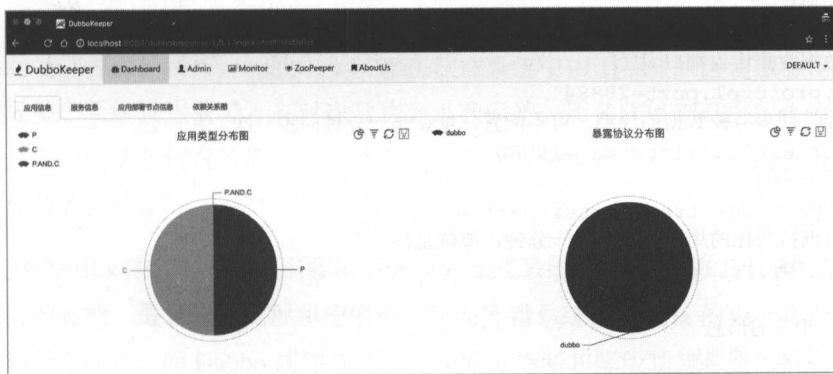 DubboKeeper
localhost
DubboKeeper Dashboard Admin Monitor ZooPeeper AboutUs DEFAULT
应用信息 服务信息 应用部署节点信息 依赖关系图
P
C
P.AND.C
应用类型分布图
P.AND.C
C
P
dubbo
暴露协议分布图
dubbo